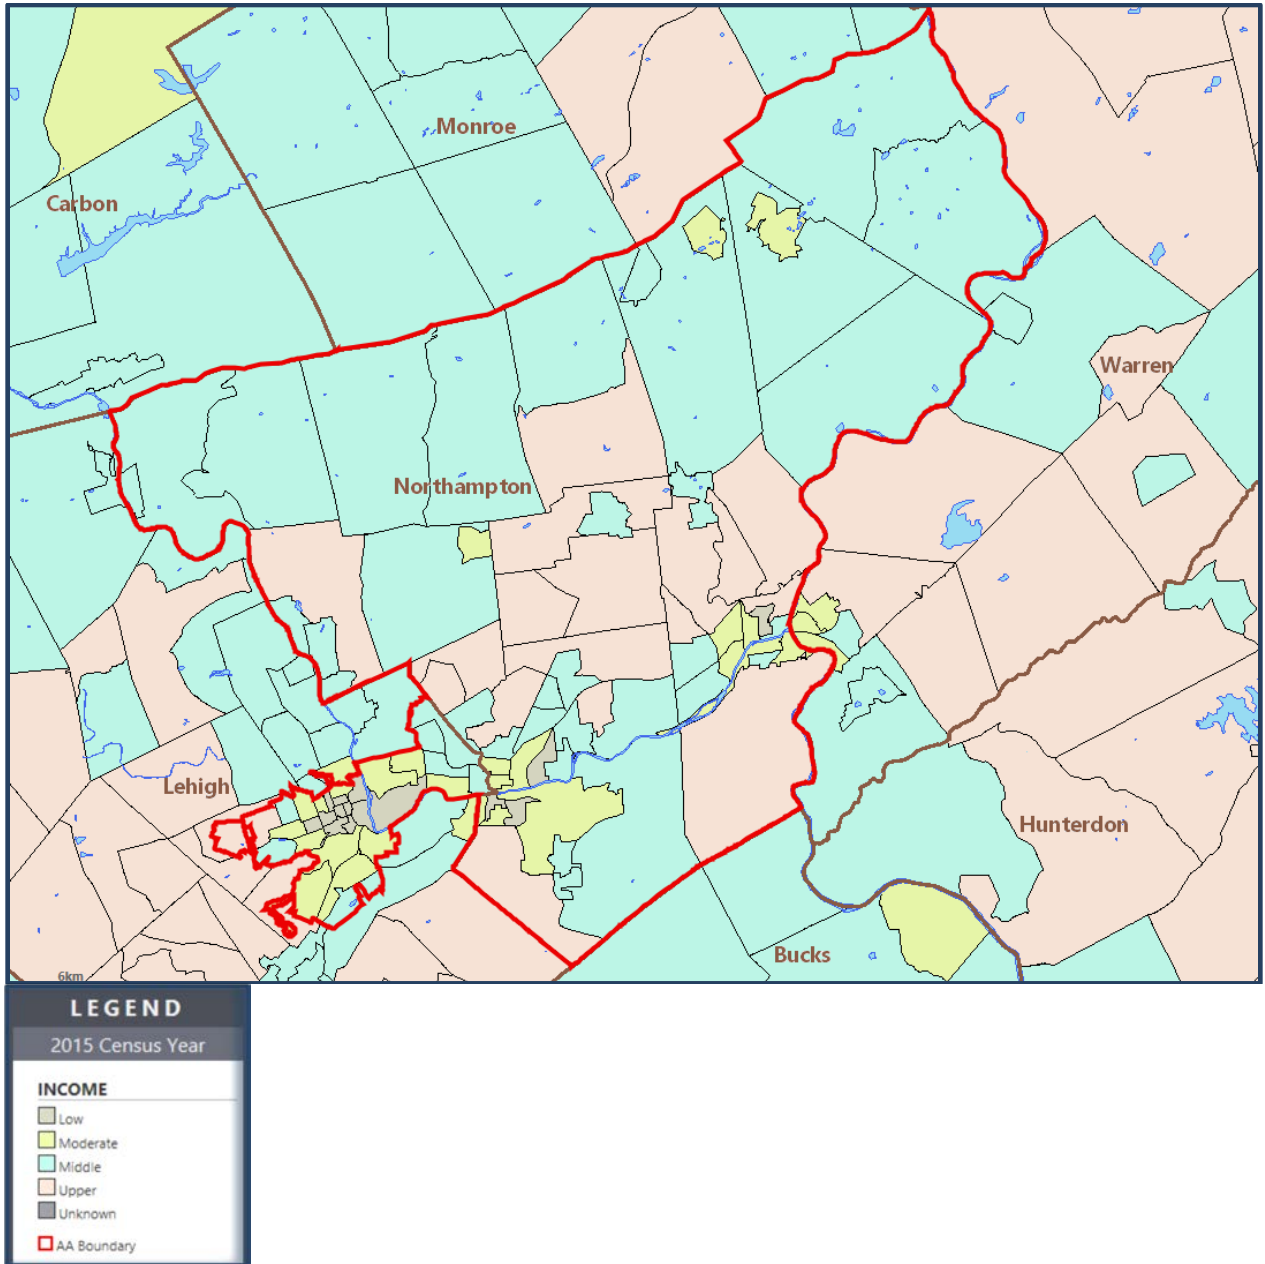 Monroe
Carbon
Warren
Northampton
Lehigh
Hunterdon
Bucks
6km
LEGEND
2015 Census Year
INCOME
Low
Moderate
Middle
Upper
Unknown
AA Boundary